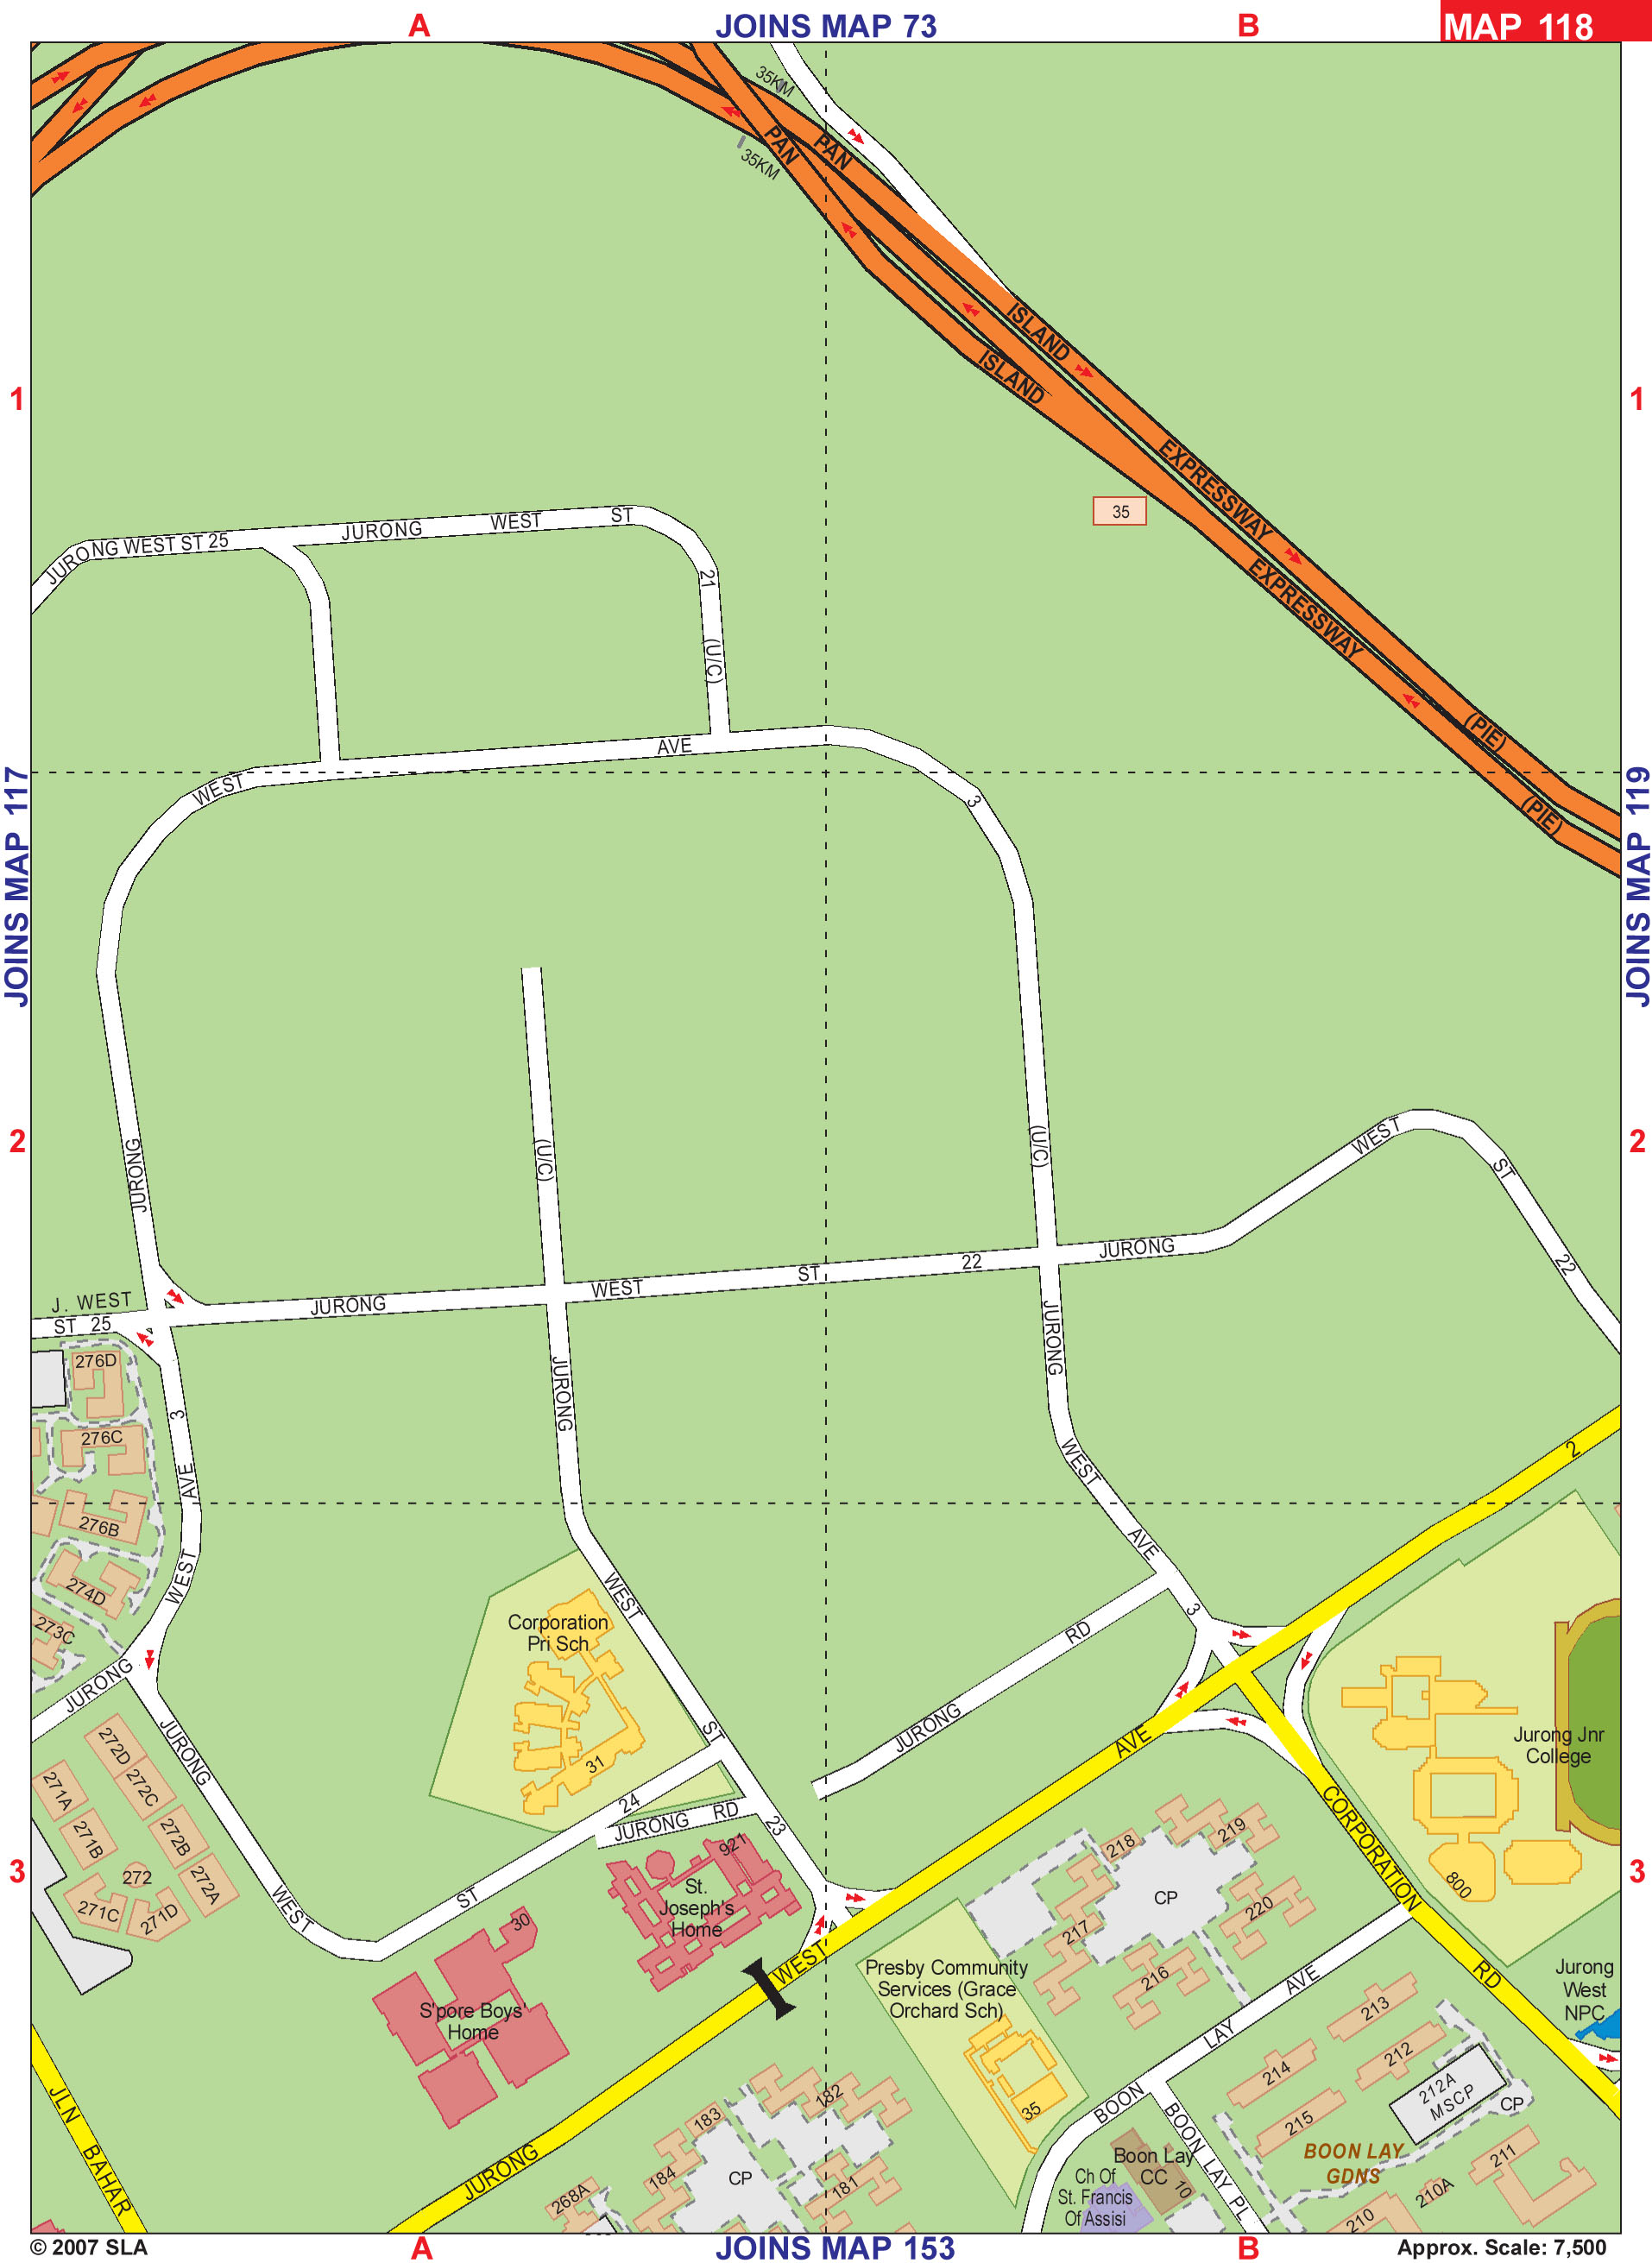 A
JOINS MAP 73
B
MAP 118
35KM
35KM
PAN
PAN
ISLAND
ISLAND
1
1
EXPRESSWAY
EXPRESSWAY
35
JURONG WEST ST 25
JURONG WEST ST
21
(U/C)
(PIE)
(PIE)
WEST
AVE
3
JOINS MAP 117
JOINS MAP 119
2
2
JURONG
(U/C)
(U/C)
WEST
ST
22
J. WEST
ST 25
JURONG
WEST
ST
22
JURONG
276D
276C
276B
274D
273C
3
AVE
WEST
JURONG
JURONG
JURONG
WEST
AVE
3
2
Corporation
Pri Sch
31
WEST
ST
23
JURONG
RD
JURONG
JURONG
WEST
ST
24
JURONG RD
272D
272C
272B
272A
271A
271B
272
271C
271D
3
3
921
St.
Joseph's
Home
30
S'pore Boys'
Home
JURONG
WEST
AVE
CORPORATION
RD
Jurong Jnr
College
800
Jurong
West
NPC
Presby Community
Services (Grace
Orchard Sch)
35
218
219
CP
217
220
216
BOON
LAY
AVE
213
214
212
215
212A
MSCP
CP
BOON LAY
GDNS
211
210A
210
BOON LAY PL
Boon Lay
CC
10
Ch Of
St. Francis
Of Assisi
182
183
184
CP
181
268A
JLN
BAHAR
© 2007 SLA
A
JOINS MAP 153
B
Approx. Scale: 7,500